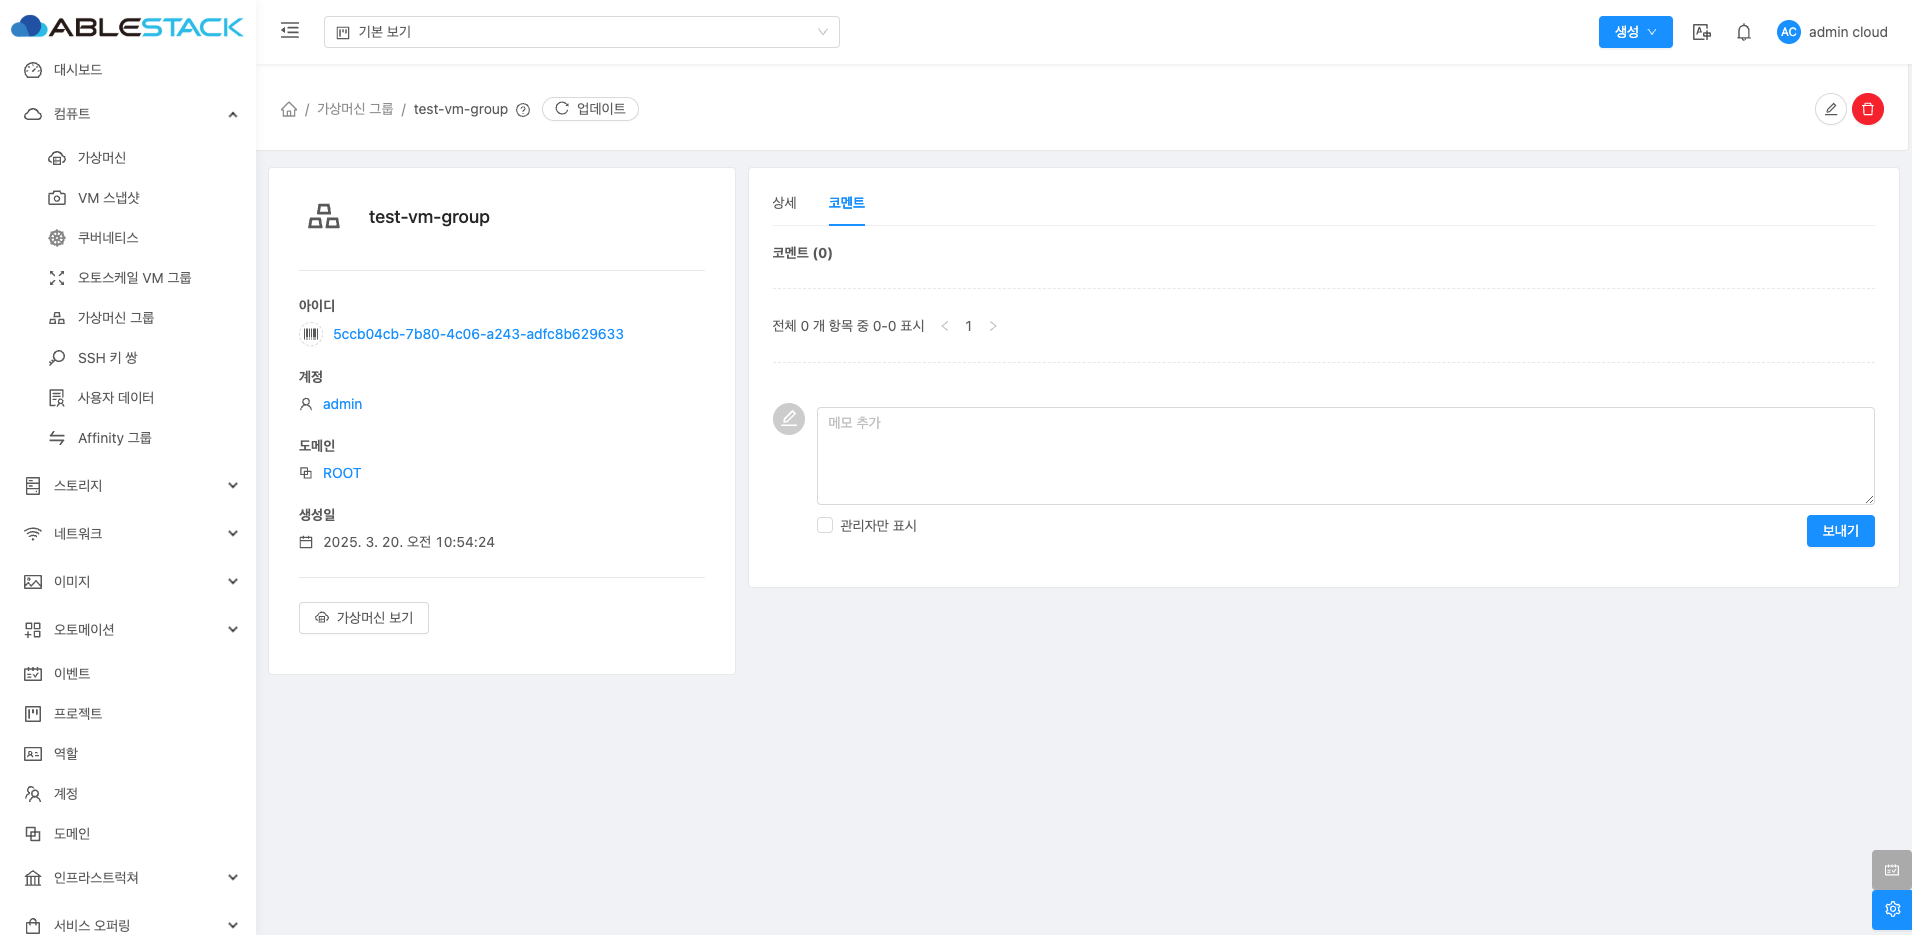 ABLESTACK
기본 보기
생성
AC
admin cloud
대시보드
컴퓨트
가상머신
VM 스냅샷
쿠버네티스
오토스케일 VM 그룹
가상머신 그룹
SSH 키 쌍
사용자 데이터
Affinity 그룹
스토리지
네트워크
이미지
오토메이션
이벤트
프로젝트
역할
계정
도메인
인프라스트럭쳐
서비스 오퍼링
/ 가상머신 그룹 / test-vm-group
업데이트
test-vm-group
아이디
5ccb04cb-7b80-4c06-a243-adfc8b629633
계정
admin
도메인
ROOT
생성일
2025. 3. 20. 오전 10:54:24
가상머신 보기
상세
코멘트
코멘트 (0)
전체 0 개 항목 중 0-0 표시 < 1 >
메모 추가
관리자만 표시
보내기